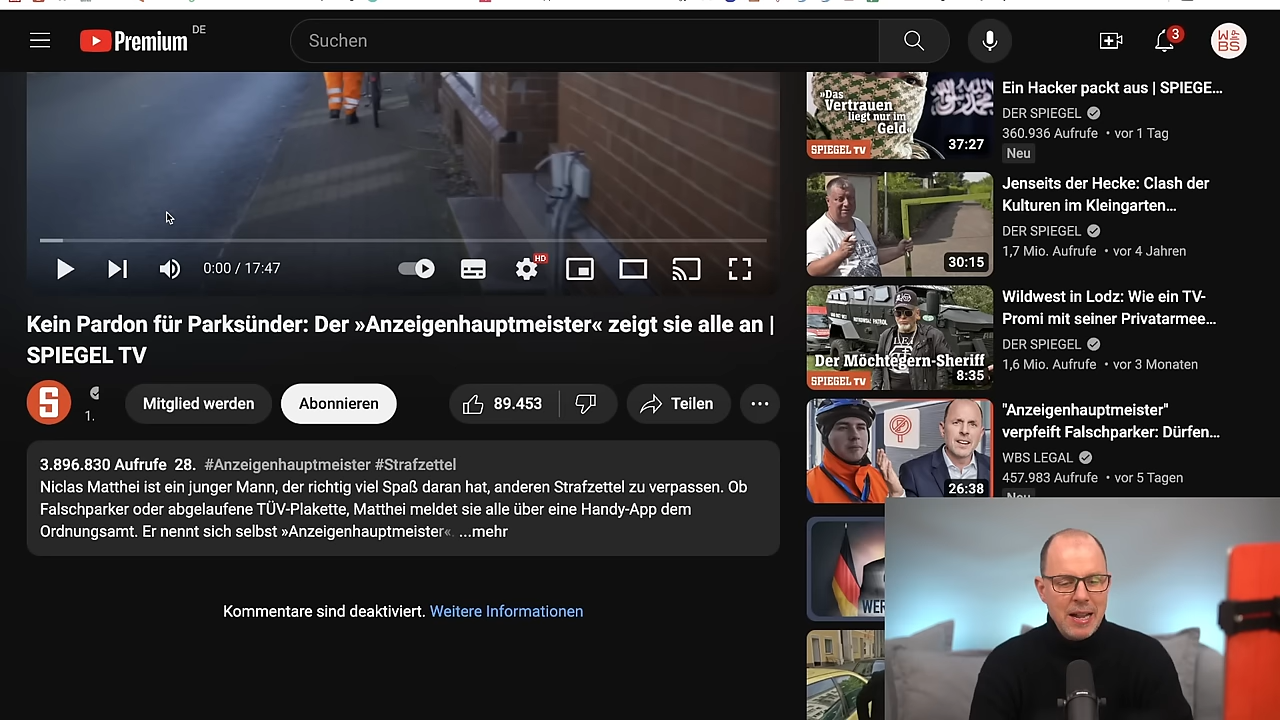 Premium DE
Suchen
3
W BS
0:00 / 17:47
HD
Kein Pardon für Parksünder: Der »Anzeigenhauptmeister« zeigt sie alle an |
SPIEGEL TV
S
1.
Mitglied werden
Abonnieren
89.453
Teilen
3.896.830 Aufrufe 28. #Anzeigenhauptmeister #Strafzettel
Niclas Matthei ist ein junger Mann, der richtig viel Spaß daran hat, anderen Strafzettel zu verpassen. Ob
Falschparker oder abgelaufene TÜV-Plakette, Matthei meldet sie alle über eine Handy-App dem
Ordnungsamt. Er nennt sich selbst »Anzeigenhauptmeister«. ...mehr
Kommentare sind deaktiviert. Weitere Informationen
»Das
Vertrauen
liegt nur im
Geld«
SPIEGEL TV
37:27
Ein Hacker packt aus | SPIEGE...
DER SPIEGEL
360.936 Aufrufe • vor 1 Tag
Neu
30:15
Jenseits der Hecke: Clash der
Kulturen im Kleingarten...
DER SPIEGEL
1,7 Mio. Aufrufe • vor 4 Jahren
Der Möchtegern-Sheriff
SPIEGEL TV
8:35
Wildwest in Lodz: Wie ein TV-
Promi mit seiner Privatarmee...
DER SPIEGEL
1,6 Mio. Aufrufe • vor 3 Monaten
26:38
"Anzeigenhauptmeister"
verpfeift Falschparker: Dürfen...
WBS LEGAL
457.983 Aufrufe • vor 5 Tagen
Neu
WER